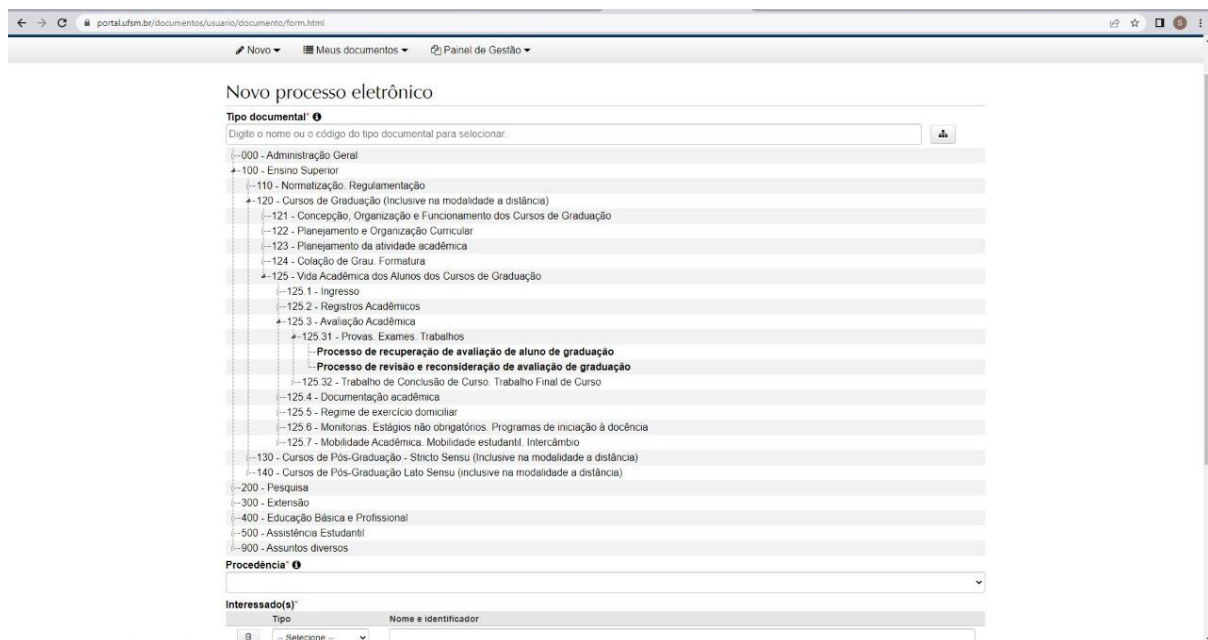 portal.ufsm.br/documentos/usuario/documento/form.html
S
Novo Meus documentos Painel de Gestão
Novo processo eletrônico
Tipo documental*
Digite o nome ou o código do tipo documental para selecionar.
000 - Administração Geral
100 - Ensino Superior
110 - Normatização. Regulamentação
120 - Cursos de Graduação (Inclusive na modalidade a distância)
121 - Concepção, Organização e Funcionamento dos Cursos de Graduação
122 - Planejamento e Organização Curricular
123 - Planejamento da atividade acadêmica
124 - Colação de Grau. Formatura
125 - Vida Acadêmica dos Alunos dos Cursos de Graduação
125.1 - Ingresso
125.2 - Registros Acadêmicos
125.3 - Avaliação Acadêmica
125.31 - Provas. Exames. Trabalhos
Processo de recuperação de avaliação de aluno de graduação
Processo de revisão e reconsideração de avaliação de graduação
125.32 - Trabalho de Conclusão de Curso. Trabalho Final de Curso
125.4 - Documentação acadêmica
125.5 - Regime de exercício domiciliar
125.6 - Monitorias. Estágios não obrigatórios. Programas de iniciação à docência
125.7 - Mobilidade Acadêmica. Mobilidade estudantil. Intercâmbio
130 - Cursos de Pós-Graduação - Stricto Sensu (Inclusive na modalidade a distância)
140 - Cursos de Pós-Graduação Lato Sensu (inclusive na modalidade a distância)
200 - Pesquisa
300 - Extensão
400 - Educação Básica e Profissional
500 - Assistência Estudantil
900 - Assuntos diversos
Procedência*
Interessado(s)*
Tipo Nome e identificador
-- Selecione --